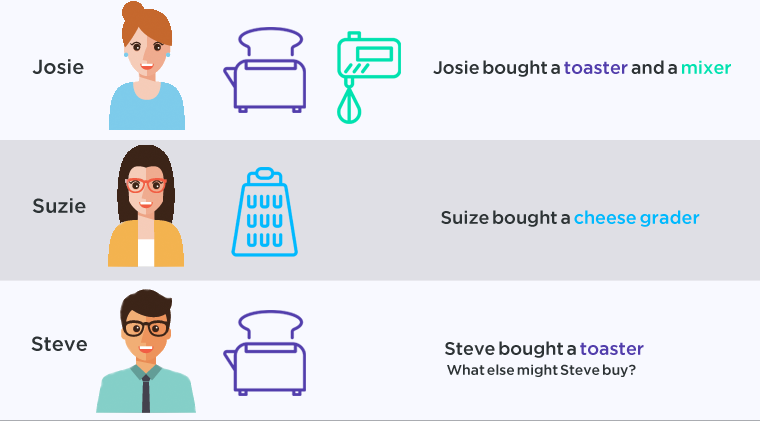 Josie
Josie bought a toaster and a mixer
Suzie
Suize bought a cheese grader
Steve
Steve bought a toaster
What else might Steve buy?